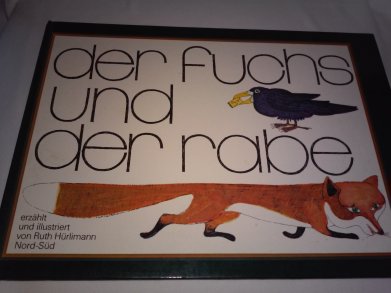 der fuchs
und
der rabe
erzählt
und illustriert
von Ruth Hürlimann
Nord-Süd